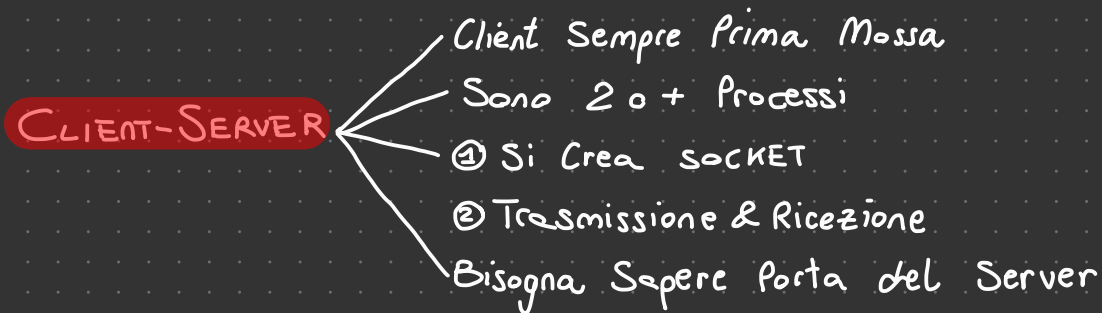 Client Sempre Prima Mossa
Sono 2 o + Processi
CLIENT-SERVER
① Si Crea SOCKET
② Trasmissione & Ricezione
Bisogna Sapere Porta del Server